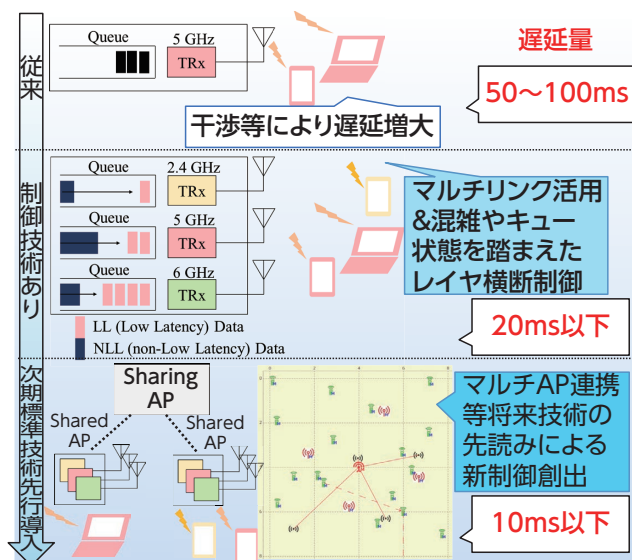 従来
Queue
5 GHz
TRx
遅延量
50～100ms
干渉等により遅延増大
制御技術あり
Queue
2.4 GHz
TRx
Queue
5 GHz
TRx
Queue
6 GHz
TRx
LL (Low Latency) Data
NLL (non-Low Latency) Data
マルチリンク活用
&混雑やキュー
状態を踏まえた
レイヤ横断制御
20ms以下
次期標準技術先行導入
Sharing
AP
Shared
AP
Shared
AP
マルチAP連携
等将来技術の
先読みによる
新制御創出
10ms以下